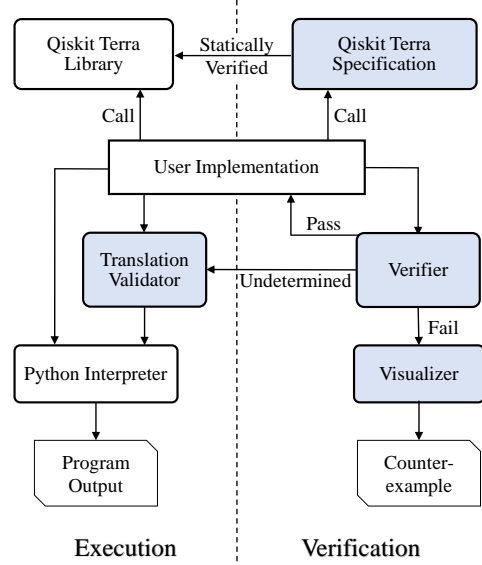 Qiskit Terra
Library
Statically
Verified
Qiskit Terra
Specification
Call
Call
User Implementation
Pass
Translation
Validator
Undetermined
Verifier
Fail
Python Interpreter
Visualizer
Program
Output
Counter-
example
Execution
Verification